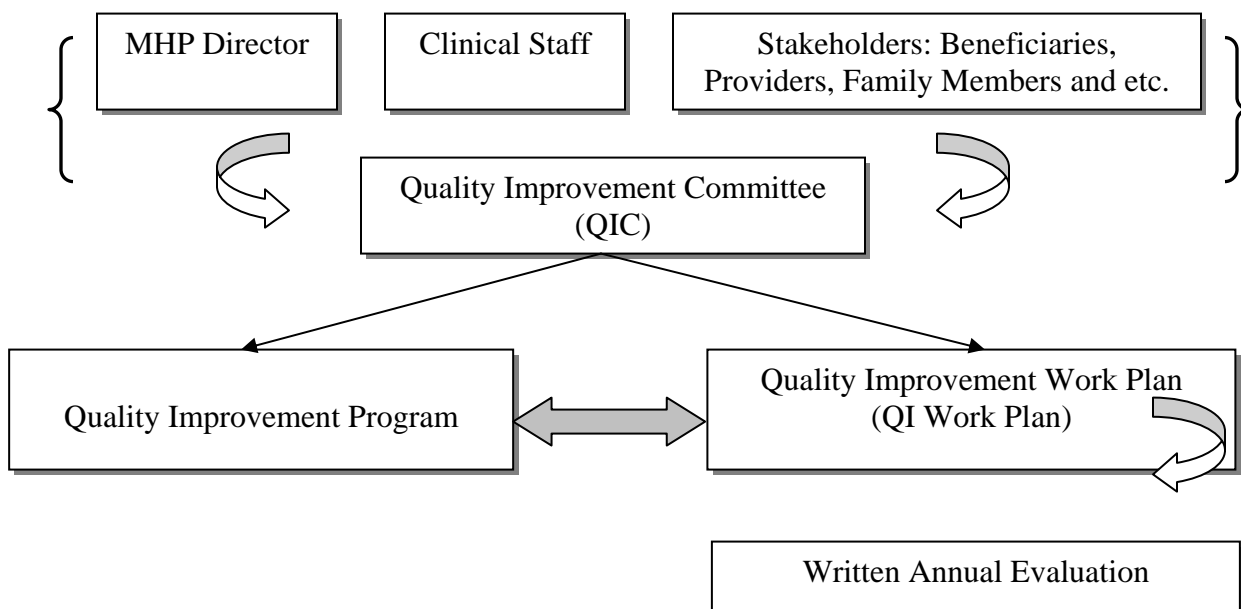 MHP Director
Clinical Staff
Stakeholders: Beneficiaries,
Providers, Family Members and etc.
Quality Improvement Committee
(QIC)
Quality Improvement Program
Quality Improvement Work Plan
(QI Work Plan)
Written Annual Evaluation